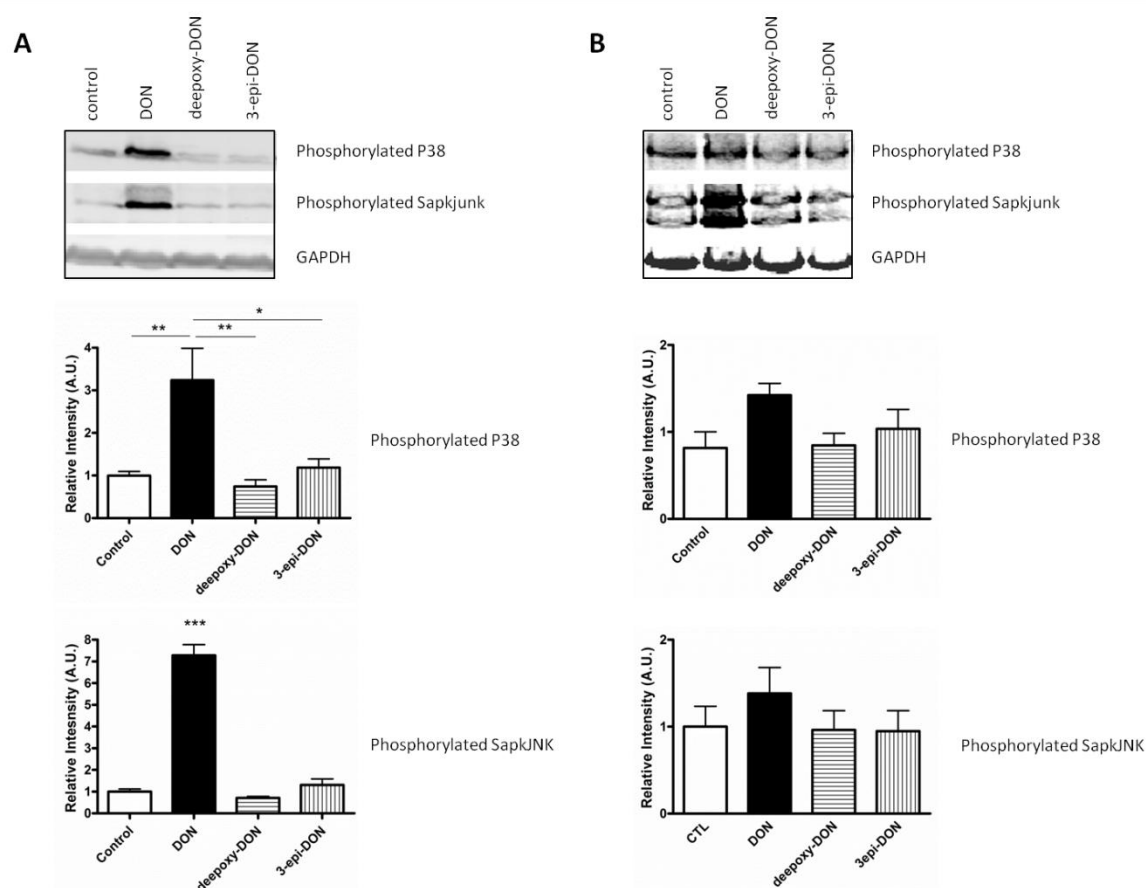 A
control
DON
deepoxy-DON
3-epi-DON
Phosphorylated P38
Phosphorylated Sapkjunk
GAPDH
** ** *
Relative Intensity (A.U.)
4
3
2
1
0
Control
DON
deepoxy-DON
3-epi-DON
Phosphorylated P38
***
Relative Intesnsity (A.U.)
8
7
6
5
4
3
2
1
0
Control
DON
deepoxy-DON
3-epi-DON
Phosphorylated SapkJNK
B
control
DON
deepoxy-DON
3-epi-DON
Phosphorylated P38
Phosphorylated Sapkjunk
GAPDH
Relative Intensity (A.U.)
2
1
0
Control
DON
deepoxy-DON
3-epi-DON
Phosphorylated P38
Relative Intensity (A.U.)
2
1
0
CTL
DON
deepoxy-DON
3epi-DON
Phosphorylated SapkJNK